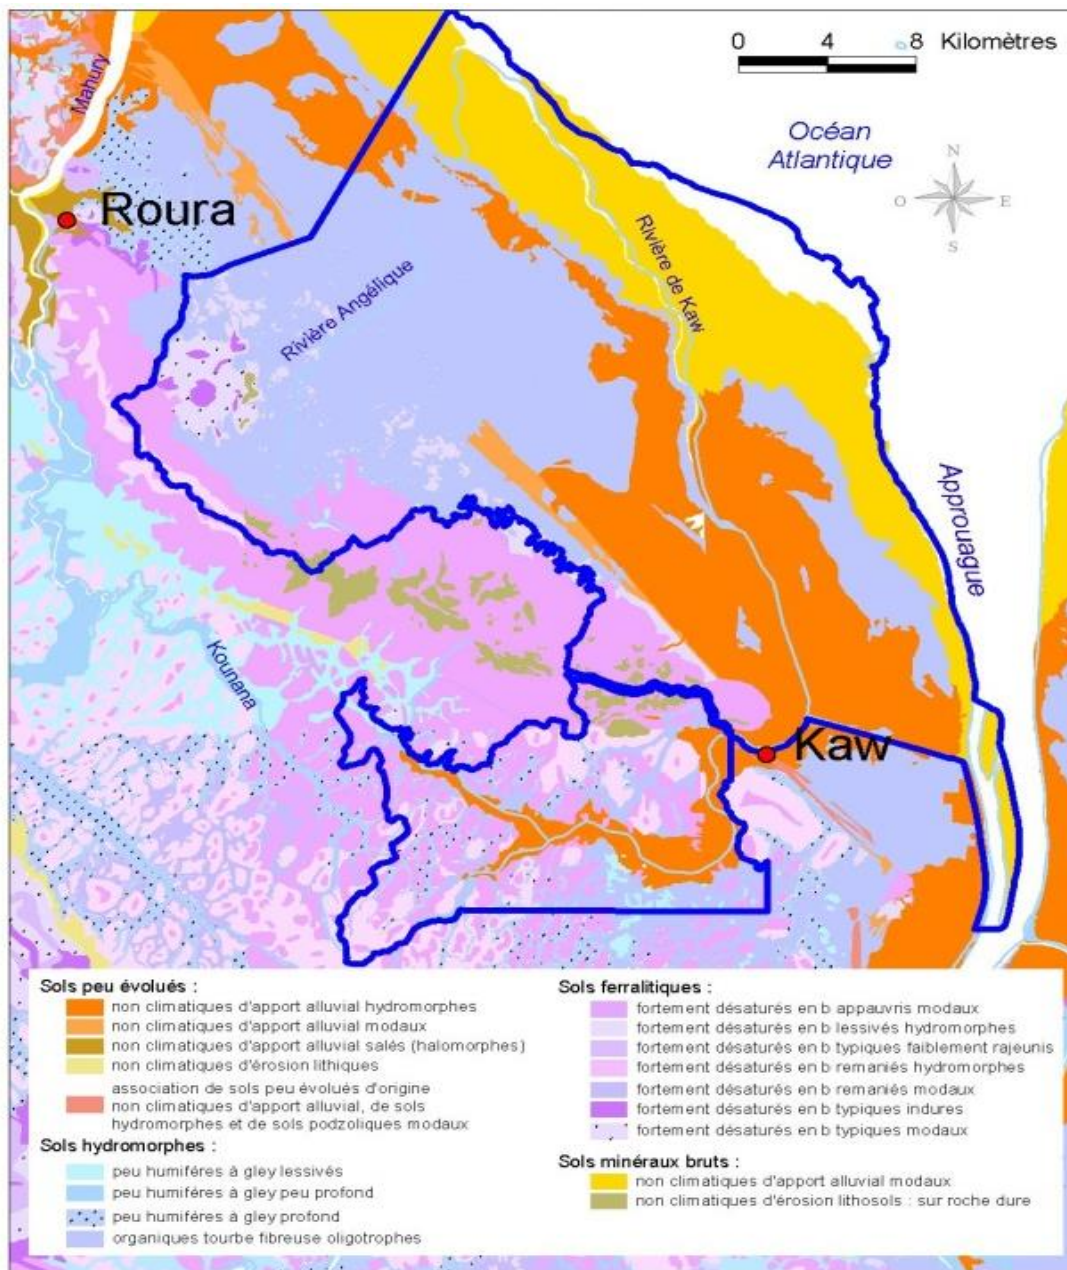 0 4 8 Kilomètres
Mahury
Océan
Atlantique
N
O E
S
Roura
Rivière de Kaw
Rivière Angélique
Approuague
Kounana
Kaw
Sols peu évolués :
non climatiques d'apport alluvial hydromorphes
non climatiques d'apport alluvial modaux
non climatiques d'apport alluvial salés (halomorphes)
non climatiques d'érosion lithiques
association de sols peu évolués d'origine
non climatiques d'apport alluvial, de sols
hydromorphes et de sols podzoliques modaux
Sols hydromorphes :
peu humifères à gley lessivés
peu humifères à gley peu profond
peu humifères à gley profond
organiques tourbe fibreuse oligotrophes
Sols ferralitiques :
fortement désaturés en b appauvris modaux
fortement désaturés en b lessivés hydromorphes
fortement désaturés en b typiques faiblement rajeunis
fortement désaturés en b remaniés hydromorphes
fortement désaturés en b remaniés modaux
fortement désaturés en b typiques indures
fortement désaturés en b typiques modaux
Sols minéraux bruts :
non climatiques d'apport alluvial modaux
non climatiques d'érosion lithosols : sur roche dure